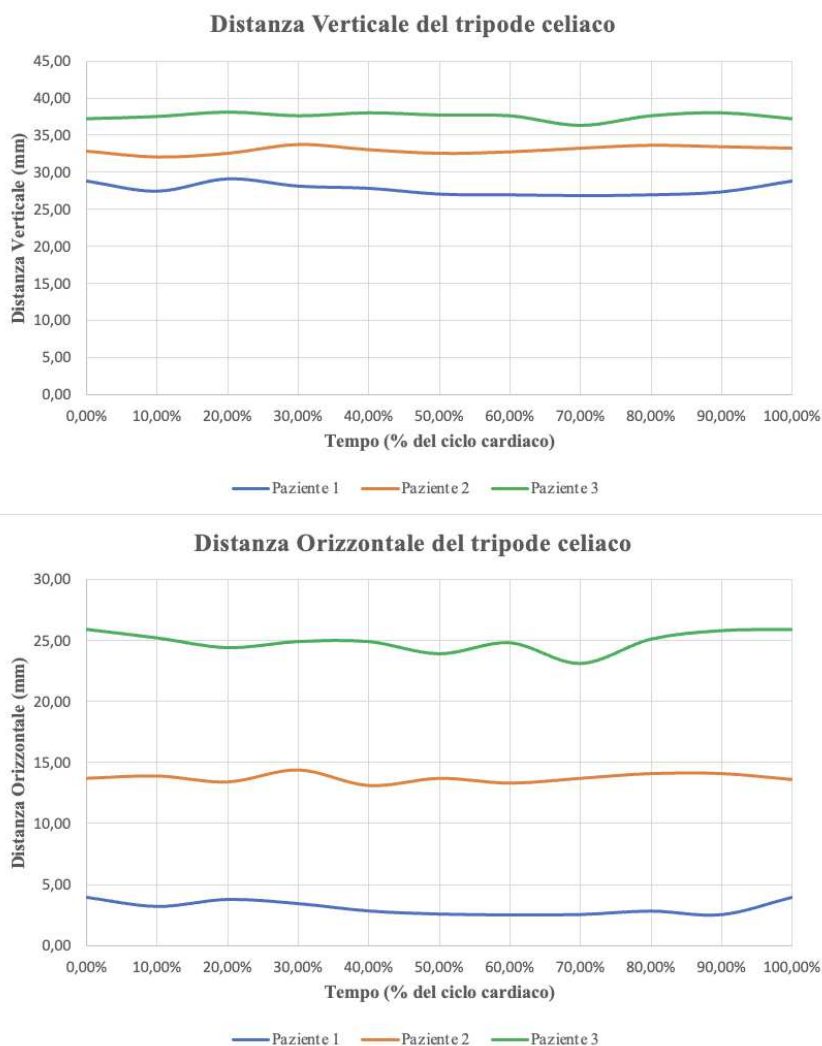 Distanza Verticale del tripode celiaco
45,00
40,00
35,00
30,00
25,00
20,00
15,00
10,00
5,00
0,00
Distanza Verticale (mm)
0,00% 10,00% 20,00% 30,00% 40,00% 50,00% 60,00% 70,00% 80,00% 90,00% 100,00%
Tempo (% del ciclo cardiaco)
Paziente 1 Paziente 2 Paziente 3
Distanza Orizzontale del tripode celiaco
30,00
25,00
20,00
15,00
10,00
5,00
0,00
Distanza Orizzontale (mm)
0,00% 10,00% 20,00% 30,00% 40,00% 50,00% 60,00% 70,00% 80,00% 90,00% 100,00%
Tempo (% del ciclo cardiaco)
Paziente 1 Paziente 2 Paziente 3